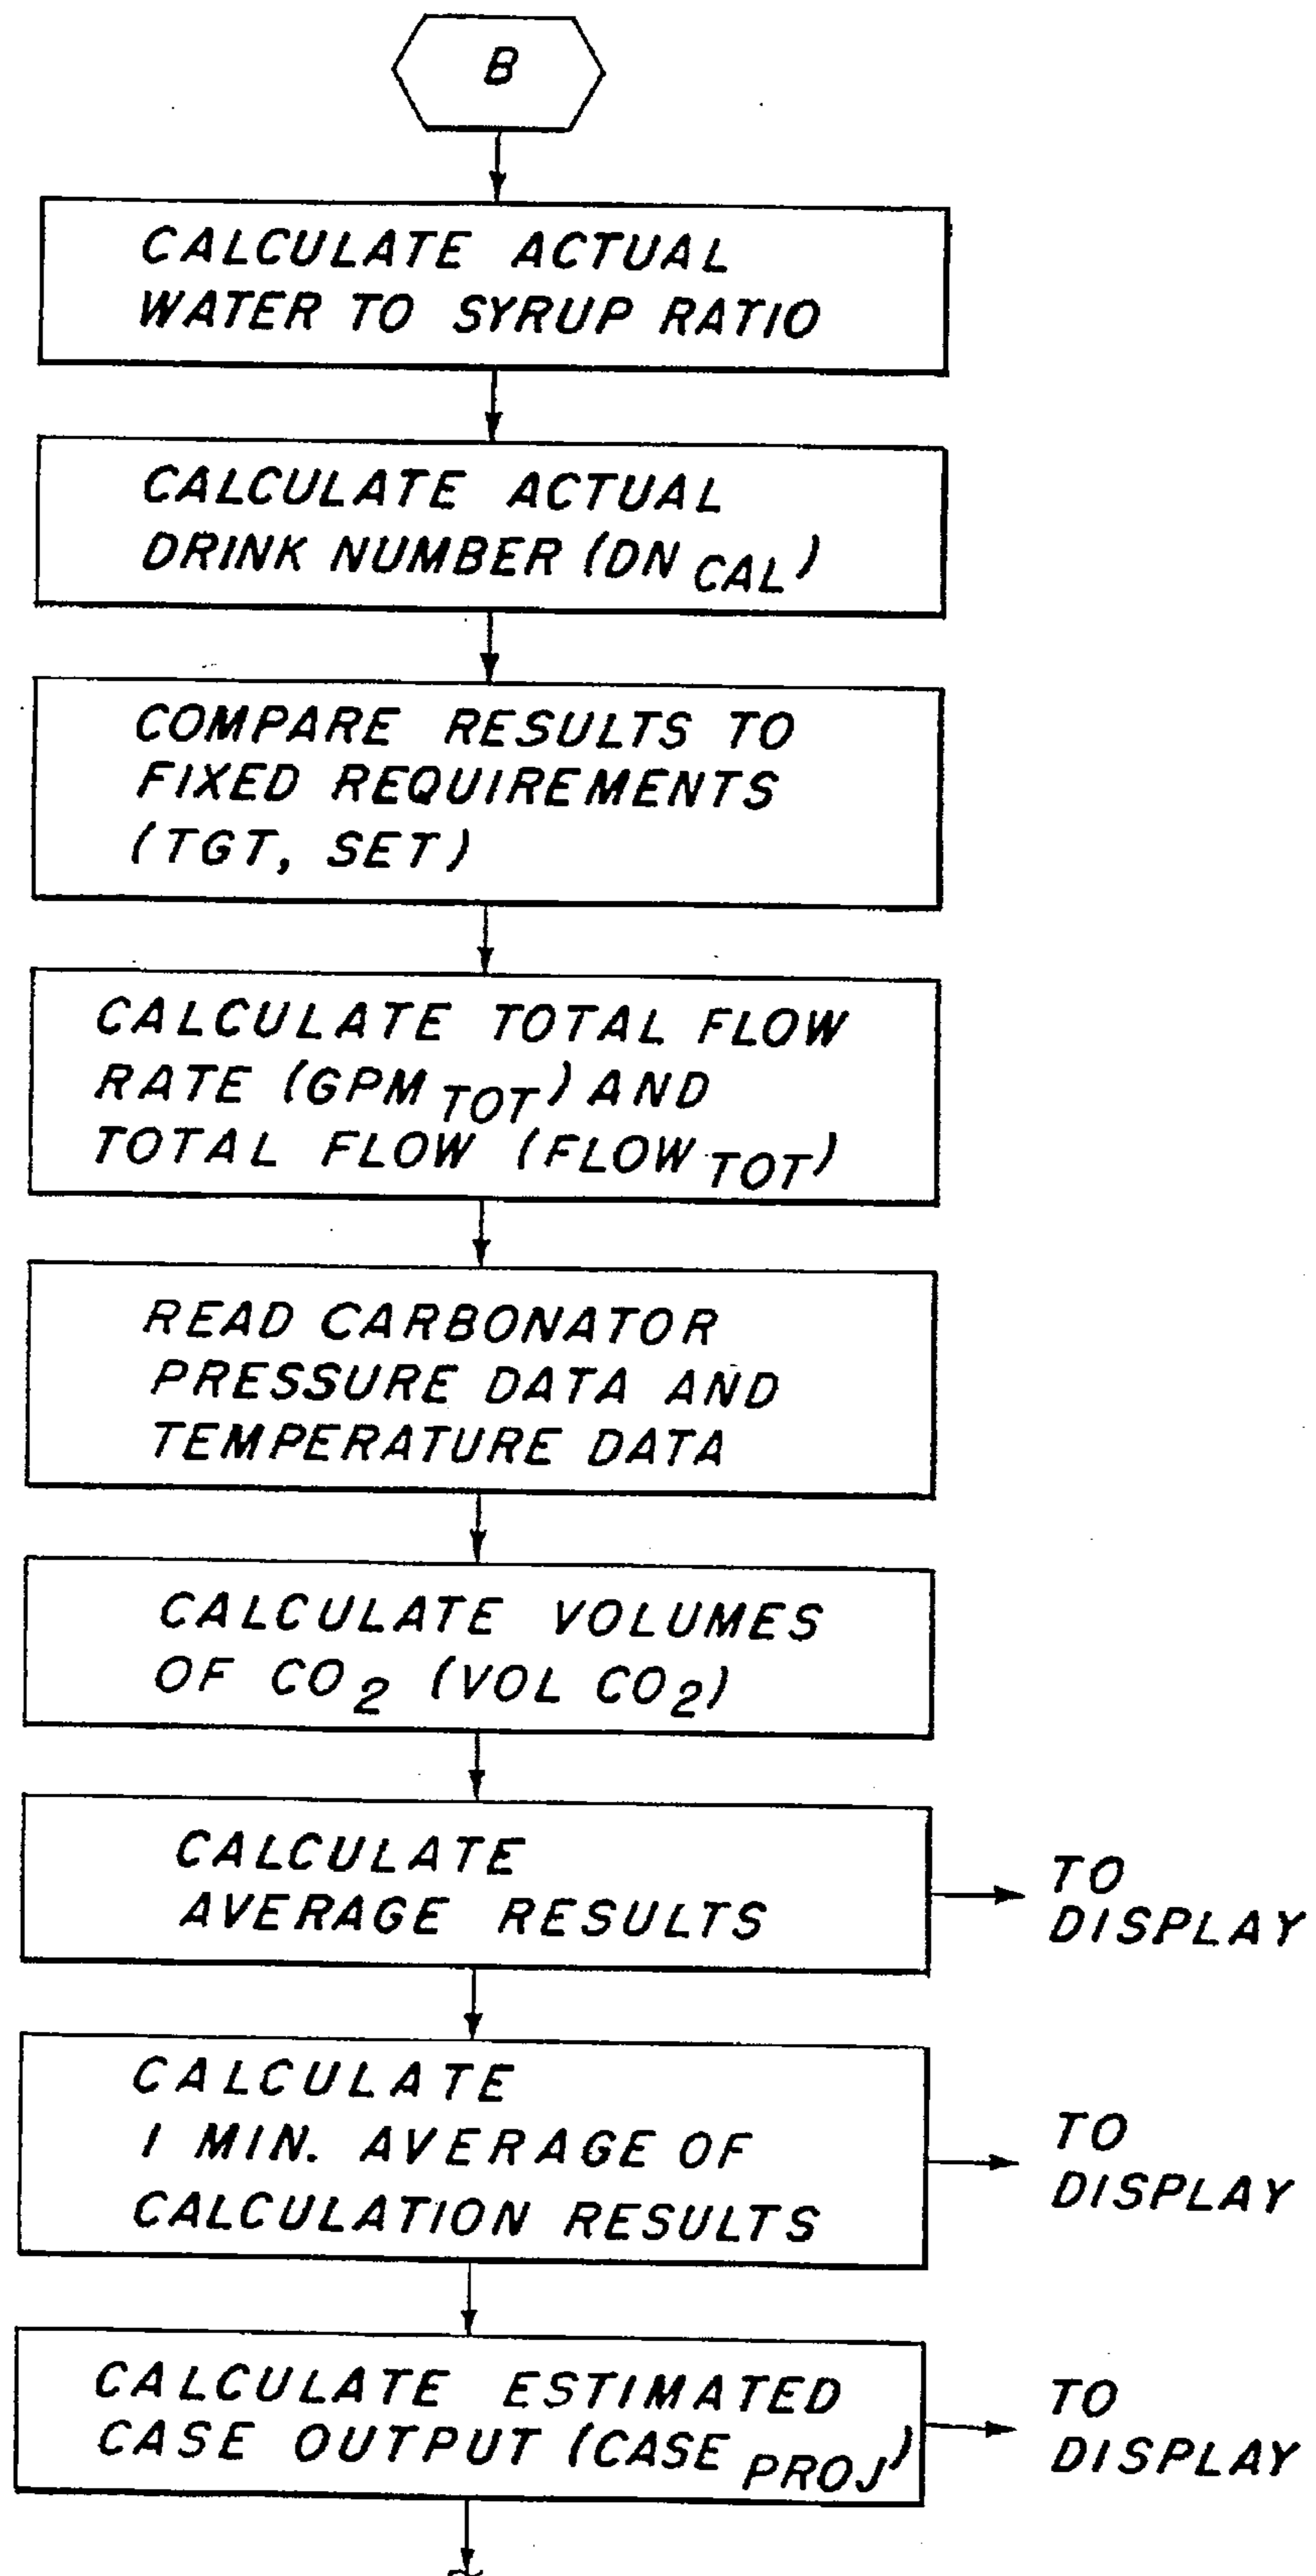 B
CALCULATE ACTUAL
WATER TO SYRUP RATIO
CALCULATE ACTUAL
DRINK NUMBER (DN CAL)
COMPARE RESULTS TO
FIXED REQUIREMENTS
(TGT, SET)
CALCULATE TOTAL FLOW
RATE (GPM TOT) AND
TOTAL FLOW (FLOW TOT)
READ CARBONATOR
PRESSURE DATA AND
TEMPERATURE DATA
CALCULATE VOLUMES
OF CO2 (VOL CO2)
CALCULATE
AVERAGE RESULTS
TO
DISPLAY
CALCULATE
1 MIN. AVERAGE OF
CALCULATION RESULTS
TO
DISPLAY
CALCULATE ESTIMATED
CASE OUTPUT (CASE PROJ)
TO
DISPLAY